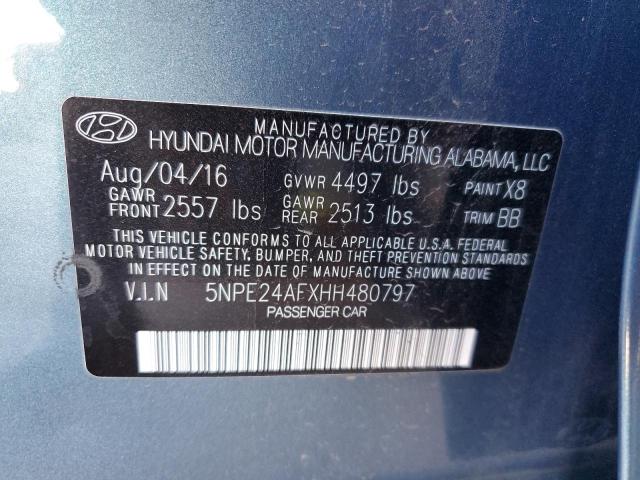 MANUFACTURED BY
HYUNDAI MOTOR MANUFACTURING ALABAMA, LLC
Aug/04/16 GVWR 4497 lbs PAINT X8
GAWR FRONT 2557 lbs GAWR REAR 2513 lbs TRIM BB
THIS VEHICLE CONFORMS TO ALL APPLICABLE U.S.A. FEDERAL
MOTOR VEHICLE SAFETY, BUMPER, AND THEFT PREVENTION
STANDARDS IN EFFECT ON THE DATE OF MANUFACTURE SHOWN ABOVE
V.I.N 5NPE24AFXHH480797
PASSENGER CAR